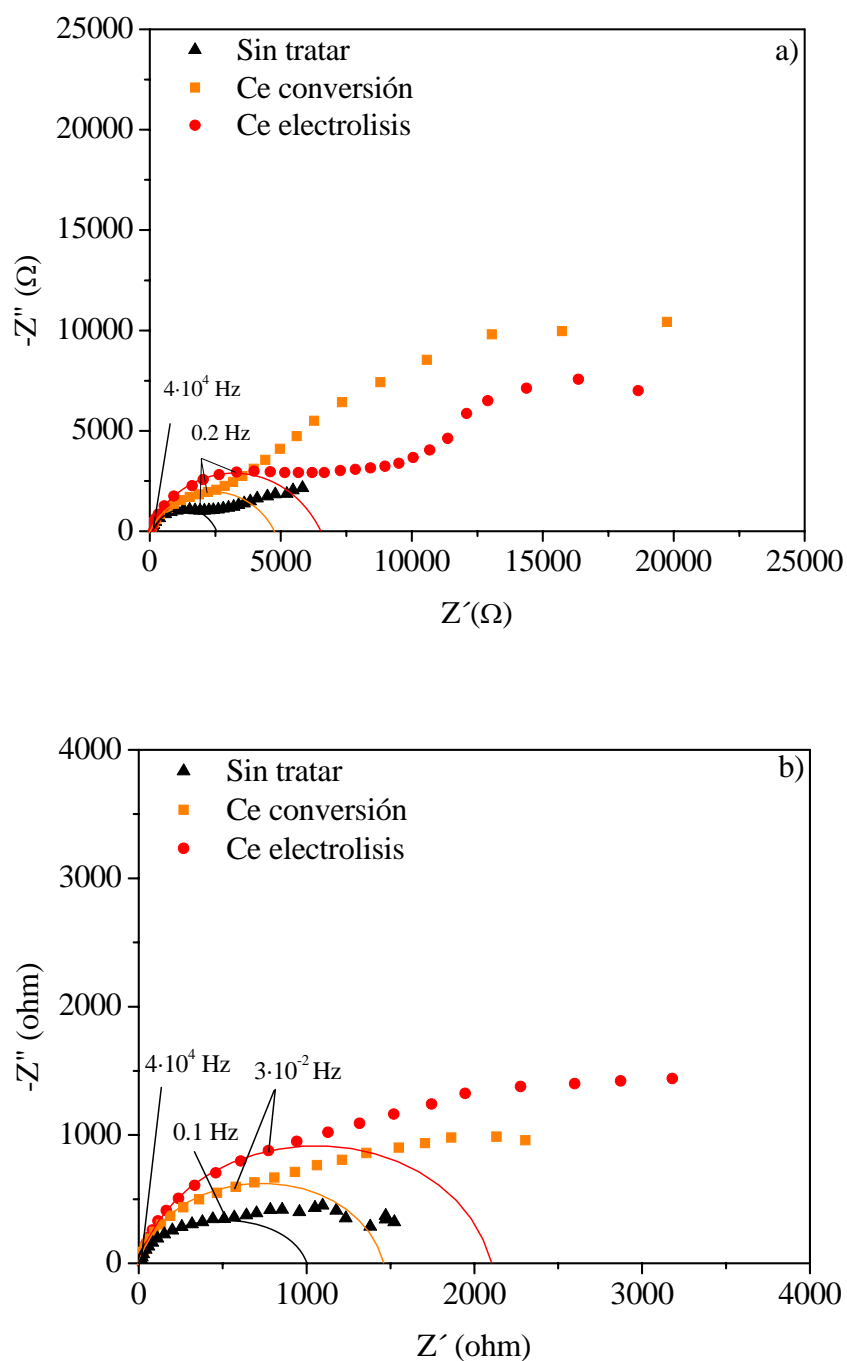 25000
a)
Sin tratar
Ce conversión
Ce electrolisis
20000
15000
-Z'' (Ω)
10000
4·10⁴ Hz
5000
0.2 Hz
0
0 5000 10000 15000 20000 25000
Z´(Ω)
4000
b)
Sin tratar
Ce conversión
Ce electrolisis
3000
-Z'' (ohm)
2000
4·10⁴ Hz
3·10⁻² Hz
1000
0.1 Hz
0
0 1000 2000 3000 4000
Z´ (ohm)